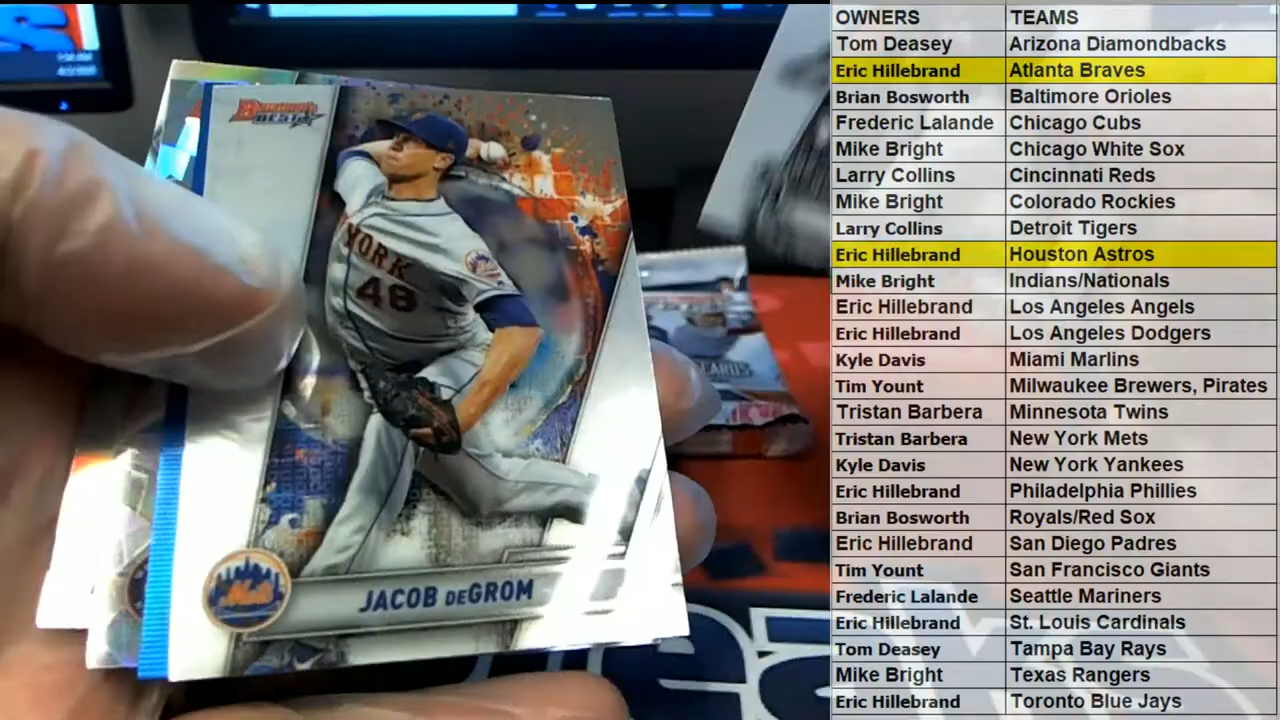 Bowman's
BEST
YORK
48
JACOB DEGROM
CARDS
OWNERS TEAMS
Tom Deasey Arizona Diamondbacks
Eric Hillebrand Atlanta Braves
Brian Bosworth Baltimore Orioles
Frederic Lalande Chicago Cubs
Mike Bright Chicago White Sox
Larry Collins Cincinnati Reds
Mike Bright Colorado Rockies
Larry Collins Detroit Tigers
Eric Hillebrand Houston Astros
Mike Bright Indians/Nationals
Eric Hillebrand Los Angeles Angels
Eric Hillebrand Los Angeles Dodgers
Kyle Davis Miami Marlins
Tim Yount Milwaukee Brewers, Pirates
Tristan Barbera Minnesota Twins
Tristan Barbera New York Mets
Kyle Davis New York Yankees
Eric Hillebrand Philadelphia Phillies
Brian Bosworth Royals/Red Sox
Eric Hillebrand San Diego Padres
Tim Yount San Francisco Giants
Frederic Lalande Seattle Mariners
Eric Hillebrand St. Louis Cardinals
Tom Deasey Tampa Bay Rays
Mike Bright Texas Rangers
Eric Hillebrand Toronto Blue Jays